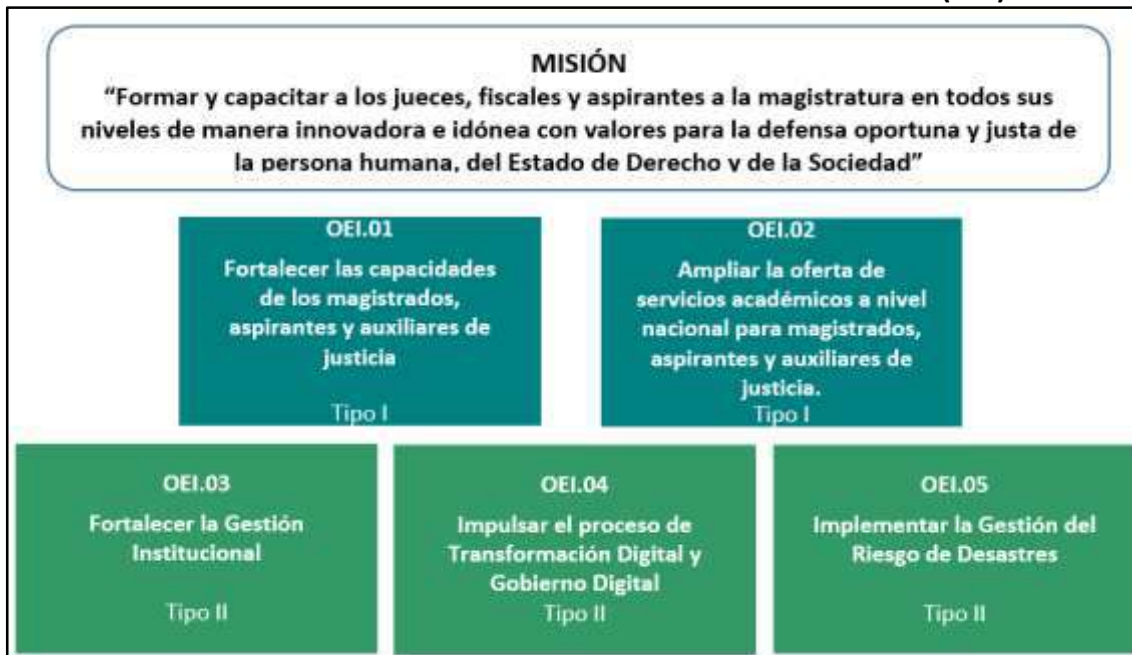 MISIÓN
“Formar y capacitar a los jueces, fiscales y aspirantes a la magistratura en todos sus
niveles de manera innovadora e idónea con valores para la defensa oportuna y justa de
la persona humana, del Estado de Derecho y de la Sociedad”
OEI.01
Fortalecer las capacidades
de los magistrados,
aspirantes y auxiliares de
justicia
Tipo I
OEI.02
Ampliar la oferta de
servicios académicos a nivel
nacional para magistrados,
aspirantes y auxiliares de
justicia.
Tipo I
OEI.03
Fortalecer la Gestión
Institucional
Tipo II
OEI.04
Impulsar el proceso de
Transformación Digital y
Gobierno Digital
Tipo II
OEI.05
Implementar la Gestión del
Riesgo de Desastres
Tipo II